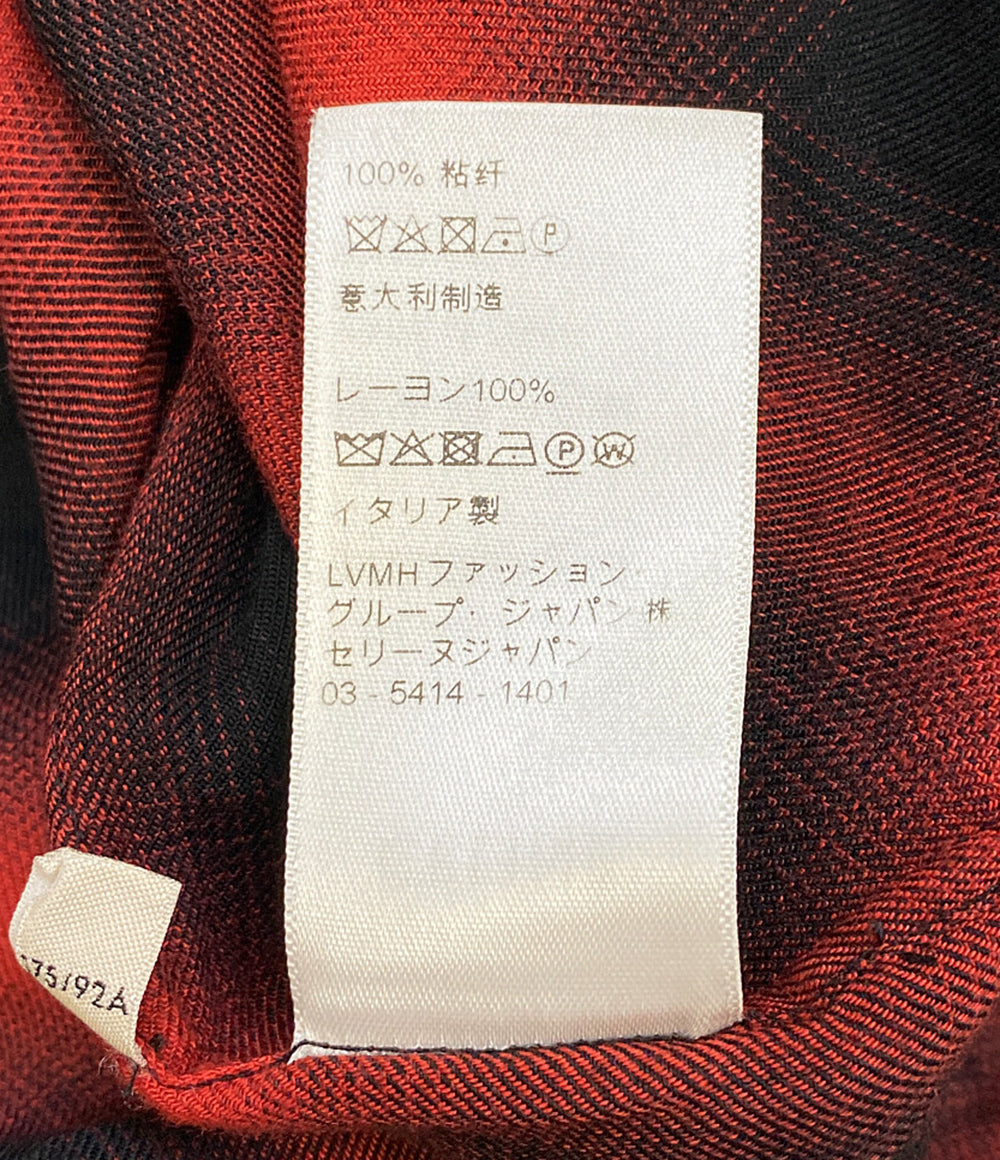 100% 粘纤
P
意大利制造
レーヨン100%
P W
イタリア製
LVMHファッション・
グループ・ジャパン 株
セリーヌジャパン
03 - 5414 - 1401
75/92A